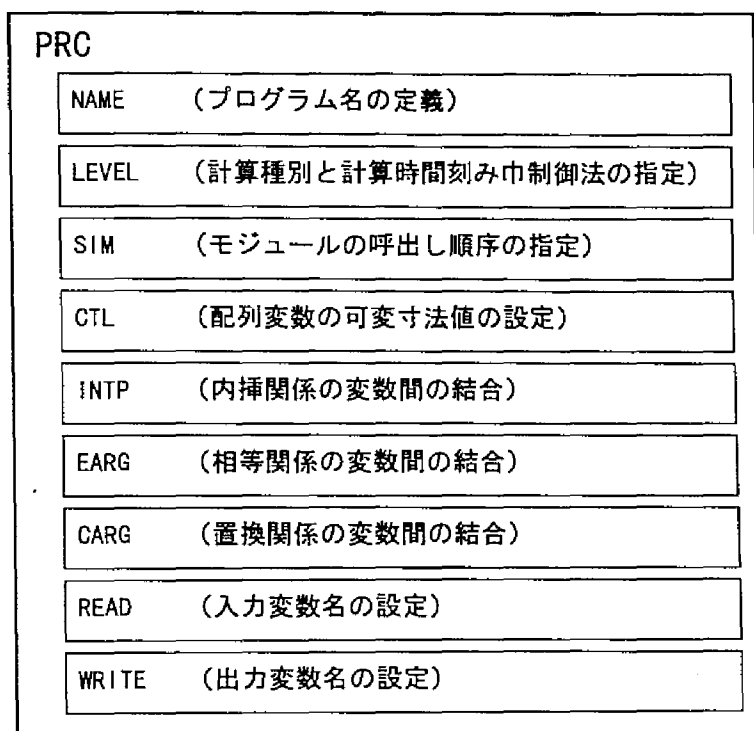 PRC
NAME (プログラム名の定義)
LEVEL (計算種別と計算時間刻み巾制御法の指定)
SIM (モジュールの呼出し順序の指定)
CTL (配列変数の可変寸法値の設定)
INTP (内挿関係の変数間の結合)
EARG (相等関係の変数間の結合)
CARG (置換関係の変数間の結合)
READ (入力変数名の設定)
WRITE (出力変数名の設定)